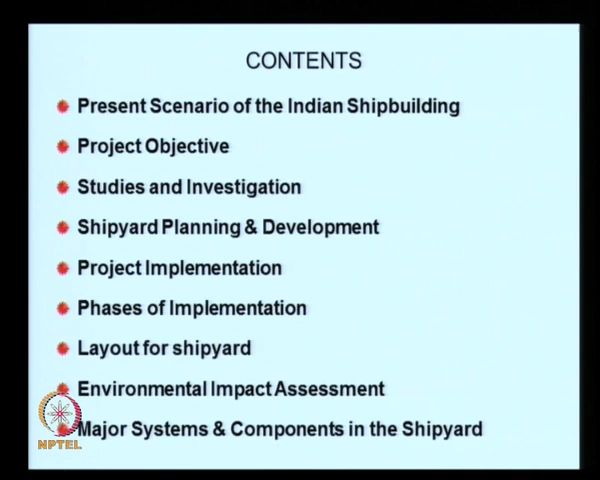 CONTENTS
Present Scenario of the Indian Shipbuilding
Project Objective
Studies and Investigation
Shipyard Planning & Development
Project Implementation
Phases of Implementation
Layout for shipyard
Environmental Impact Assessment
Major Systems & Components in the Shipyard
NPTEL